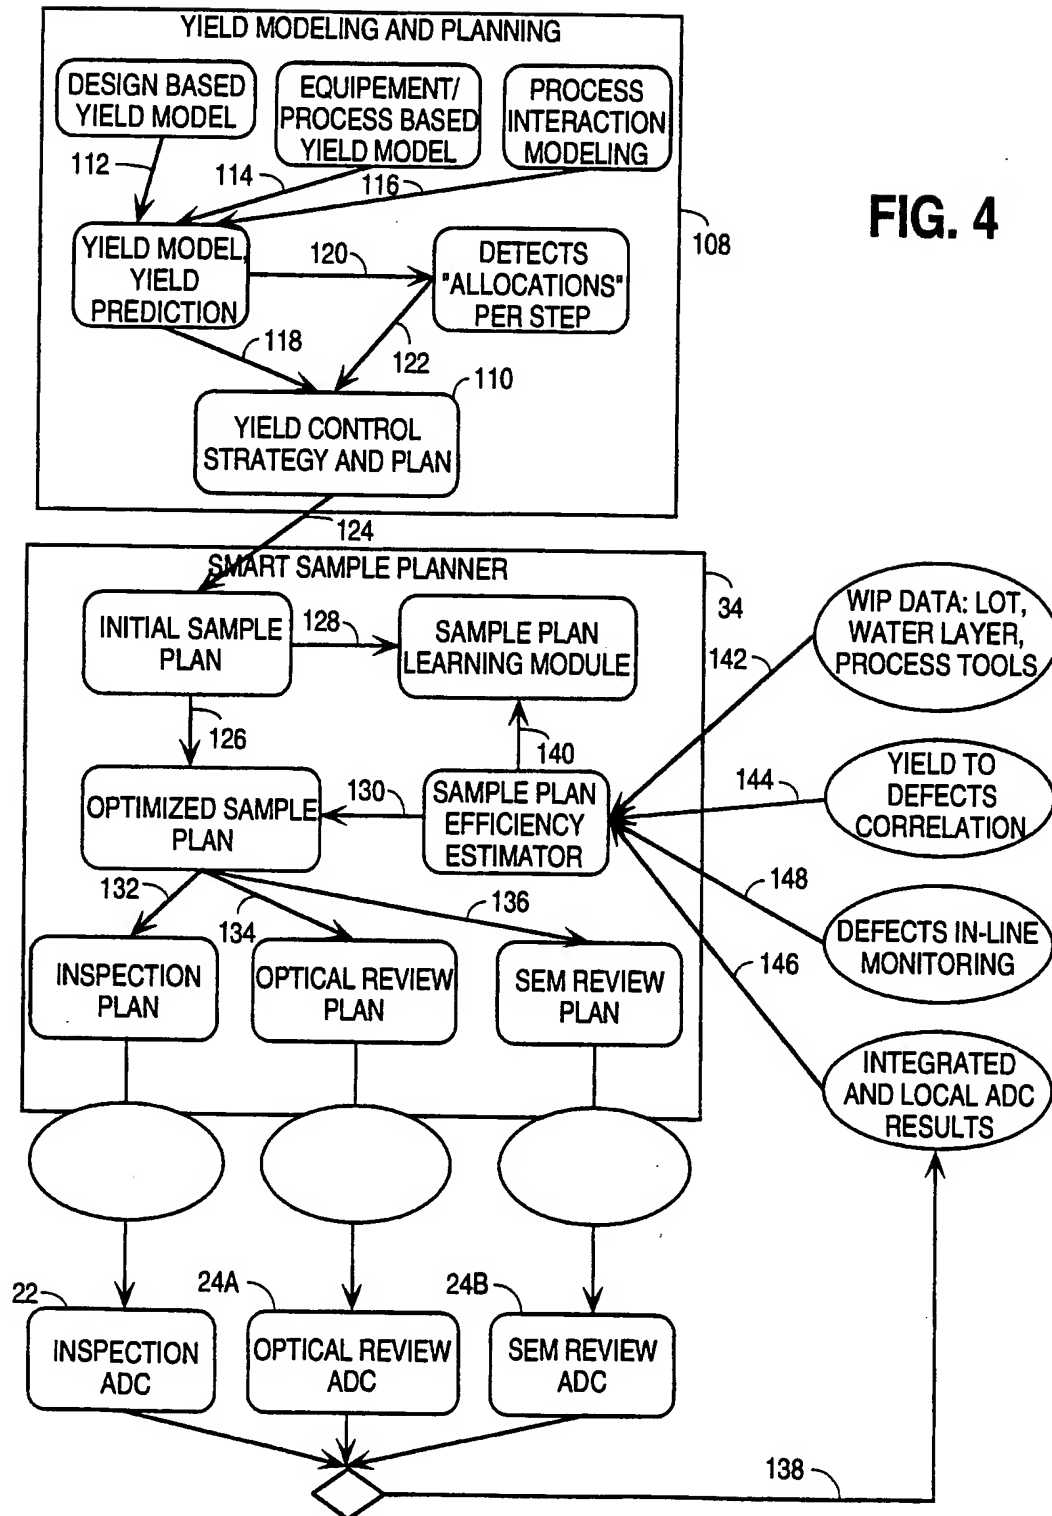 YIELD MODELING AND PLANNING
DESIGN BASED
YIELD MODEL
EQUIPEMENT/
PROCESS BASED
YIELD MODEL
PROCESS
INTERACTION
MODELING
112
114
116
108
FIG. 4
YIELD MODEL,
YIELD
PREDICTION
120
DETECTS
"ALLOCATIONS"
PER STEP
118
122
110
YIELD CONTROL
STRATEGY AND PLAN
124
SMART SAMPLE PLANNER
34
INITIAL SAMPLE
PLAN
128
SAMPLE PLAN
LEARNING MODULE
142
WIP DATA: LOT,
WATER LAYER,
PROCESS TOOLS
126
140
OPTIMIZED SAMPLE
PLAN
130
SAMPLE PLAN
EFFICIENCY
ESTIMATOR
144
YIELD TO
DEFECTS
CORRELATION
132
134
136
148
146
DEFECTS IN-LINE
MONITORING
INSPECTION
PLAN
OPTICAL REVIEW
PLAN
SEM REVIEW
PLAN
INTEGRATED
AND LOCAL ADC
RESULTS
22
24A
24B
INSPECTION
ADC
OPTICAL REVIEW
ADC
SEM REVIEW
ADC
138